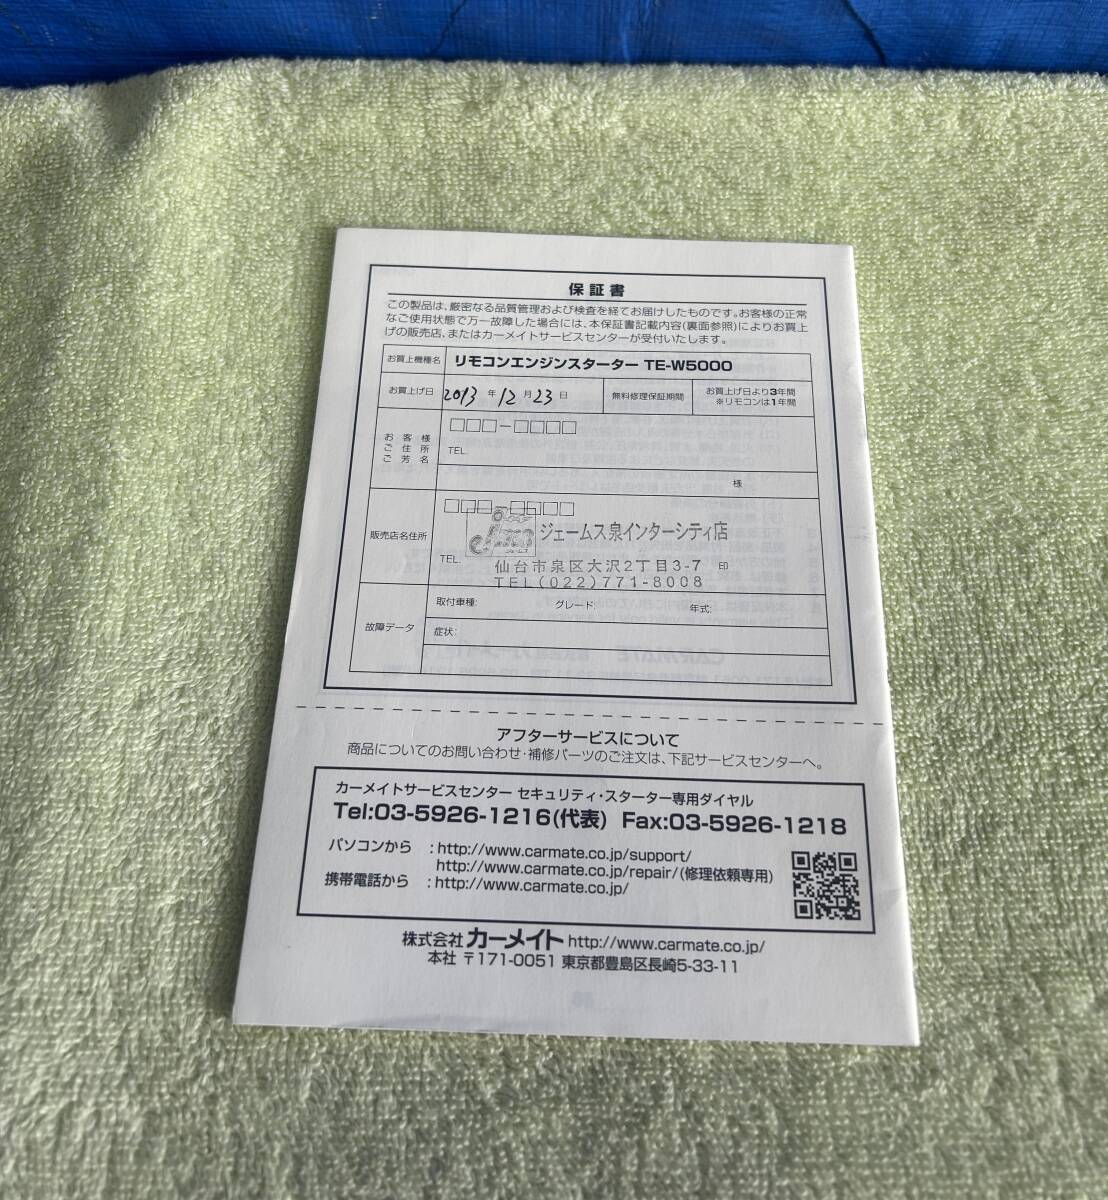 保証書
この製品は、厳密なる品質管理および検査を経てお届けしたものです。お客様の正常
なご使用状態で万一故障した場合には、本保証書記載内容(裏面参照)によりお買上
げの販売店、またはカーメイトサービスセンターが受付いたします。
お買上機種名 リモコンエンジンスターター TE-W5000
お買上げ日 2013 年 12 月 23 日 無料修理保証期間 お買上げ日より3年間
※リモコンは1年間
お客様
ご住所
ご芳名
□□□-□□□□
TEL.
様
販売店名住所
□□□-□□□□
ジェームス
ジェームス泉インターシティ店
TEL.
仙台市泉区大沢2丁目3-7 印
TEL(022)771-8008
故障データ
取付車種: グレード: 年式:
症状:
アフターサービスについて
商品についてのお問い合わせ・補修パーツのご注文は、下記サービスセンターへ。
カーメイトサービスセンター セキュリティ・スターター専用ダイヤル
Tel:03-5926-1216(代表) Fax:03-5926-1218
パソコンから :http://www.carmate.co.jp/support/
http://www.carmate.co.jp/repair/(修理依頼専用)
携帯電話から :http://www.carmate.co.jp/
株式会社 カーメイト http://www.carmate.co.jp/
本社 〒171-0051 東京都豊島区長崎5-33-11